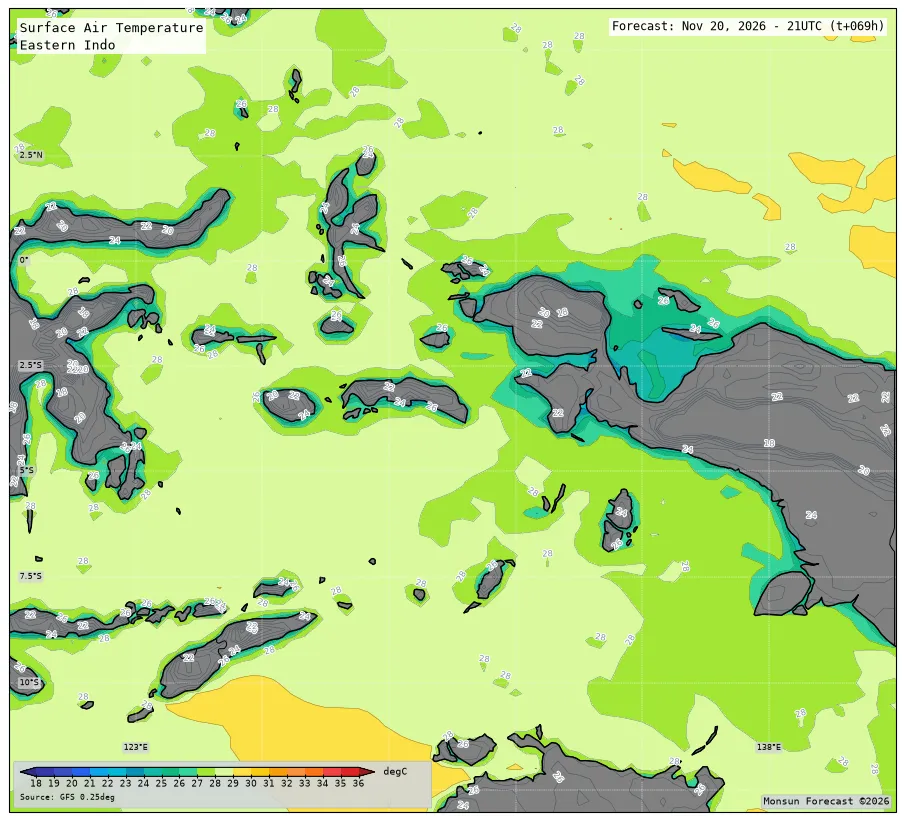 Surface Air Temperature
Eastern Indo
Forecast: Nov 20, 2026 - 21UTC (t+069h)
2.5°N
0°
2.5°S
5°S
7.5°S
10°S
123°E
138°E
degC
18 19 20 21 22 23 24 25 26 27 28 29 30 31 32 33 34 35 36
Source: GFS 0.25deg
Monsun Forecast ©2026